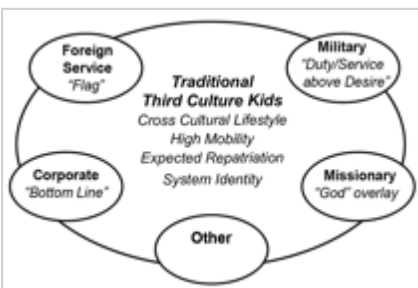 Foreign
Service
"Flag"
Military
"Duty/Service
above Desire"
Traditional
Third Culture Kids
Cross Cultural Lifestyle
High Mobility
Expected Repatriation
System Identity
Corporate
"Bottom Line"
Missionary
"God" overlay
Other